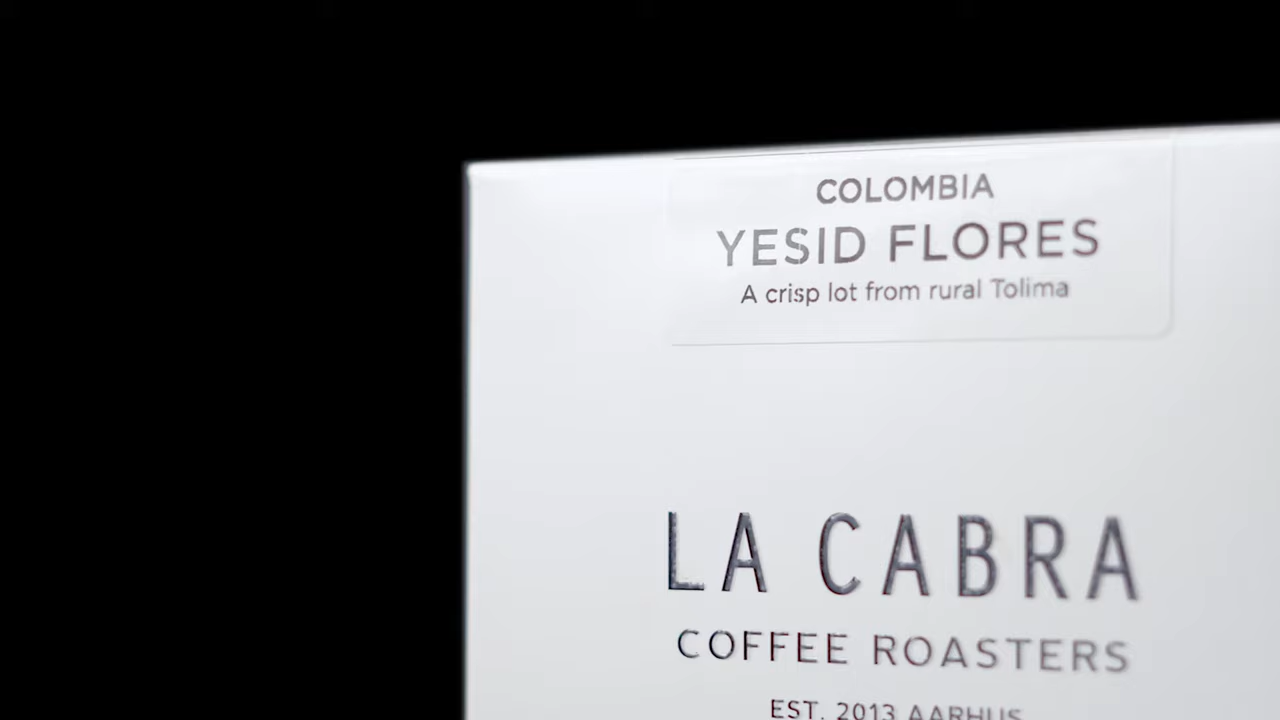 COLOMBIA
YESID FLORES
A crisp lot from rural Tolima
LA CABRA
COFFEE ROASTERS
EST. 2013 AARHUS